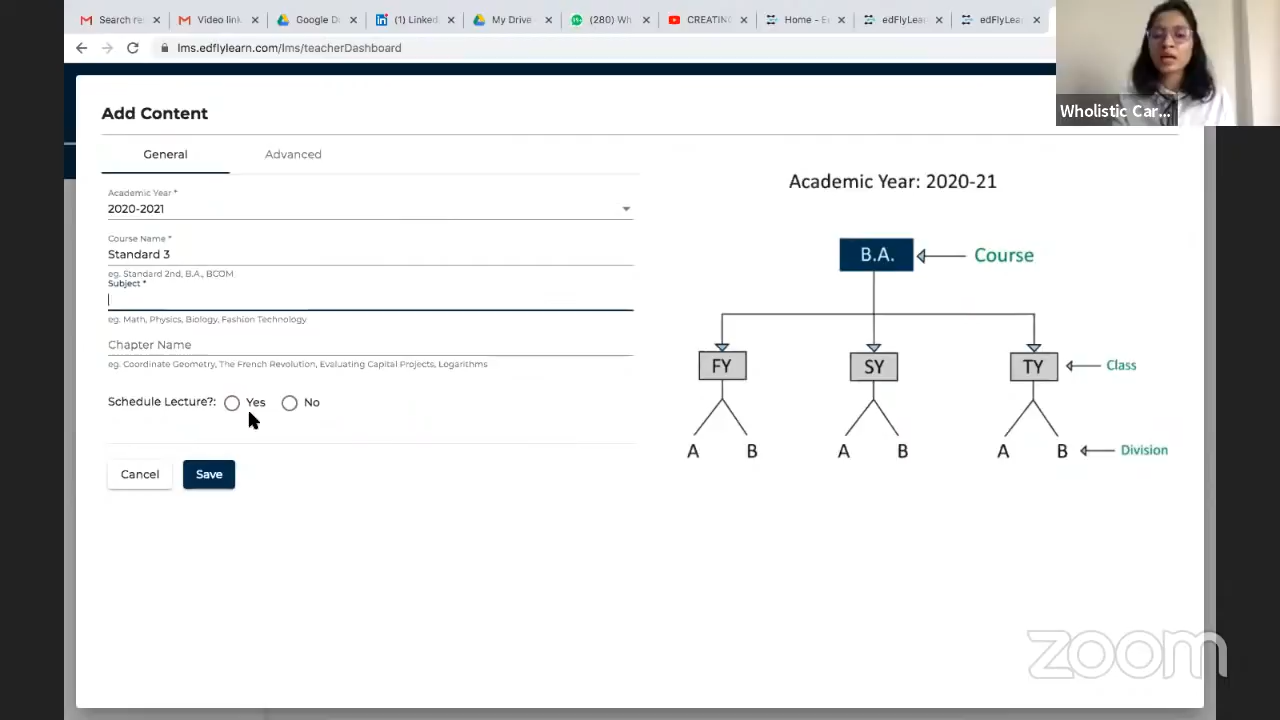 Search re
Video link
Google D
(1) Linked
My Drive
(280) Wh
CREATING
Home - E
edFlyLea
edFlyLea
lms.edflylearn.com/lms/teacherDashboard
Wholistic Car...
Add Content
General
Advanced
Academic Year *
2020-2021
Course Name *
Standard 3
eg. Standard 2nd, B.A., BCOM
Subject *
eg. Math, Physics, Biology, Fashion Technology
Chapter Name
eg. Coordinate Geometry, The French Revolution, Evaluating Capital Projects, Logarithms
Schedule Lecture?: Yes No
Cancel
Save
Academic Year: 2020-21
B.A.
Course
FY
SY
TY
Class
A B A B A B
Division
zoom